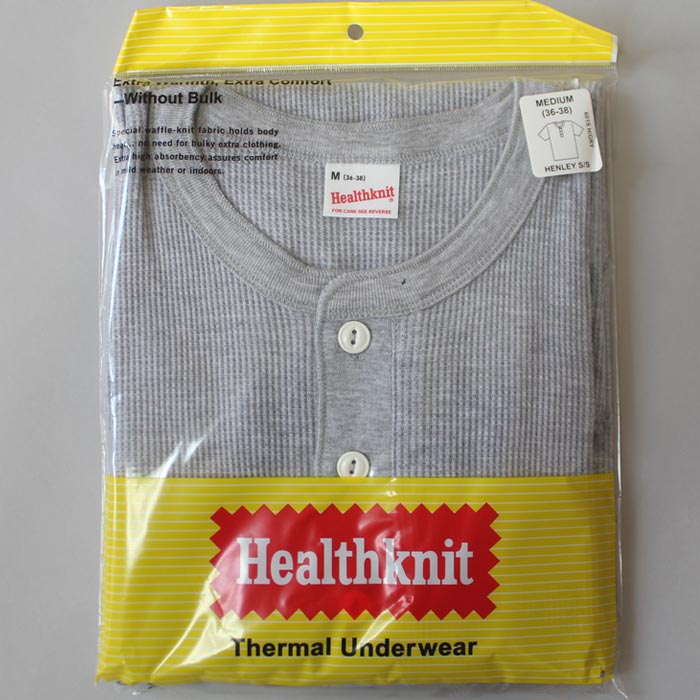 Extra Warmth, Extra Comfort
—Without Bulk
Special waffle-knit fabric holds body
heat... no need for bulky extra clothing.
Extra high absorbency assures comfort
in mild weather or indoors.
MEDIUM
(36-38)
HENLEY S/S
M (36-38)
Healthknit®
FOR CARE SEE REVERSE
Healthknit
Thermal Underwear